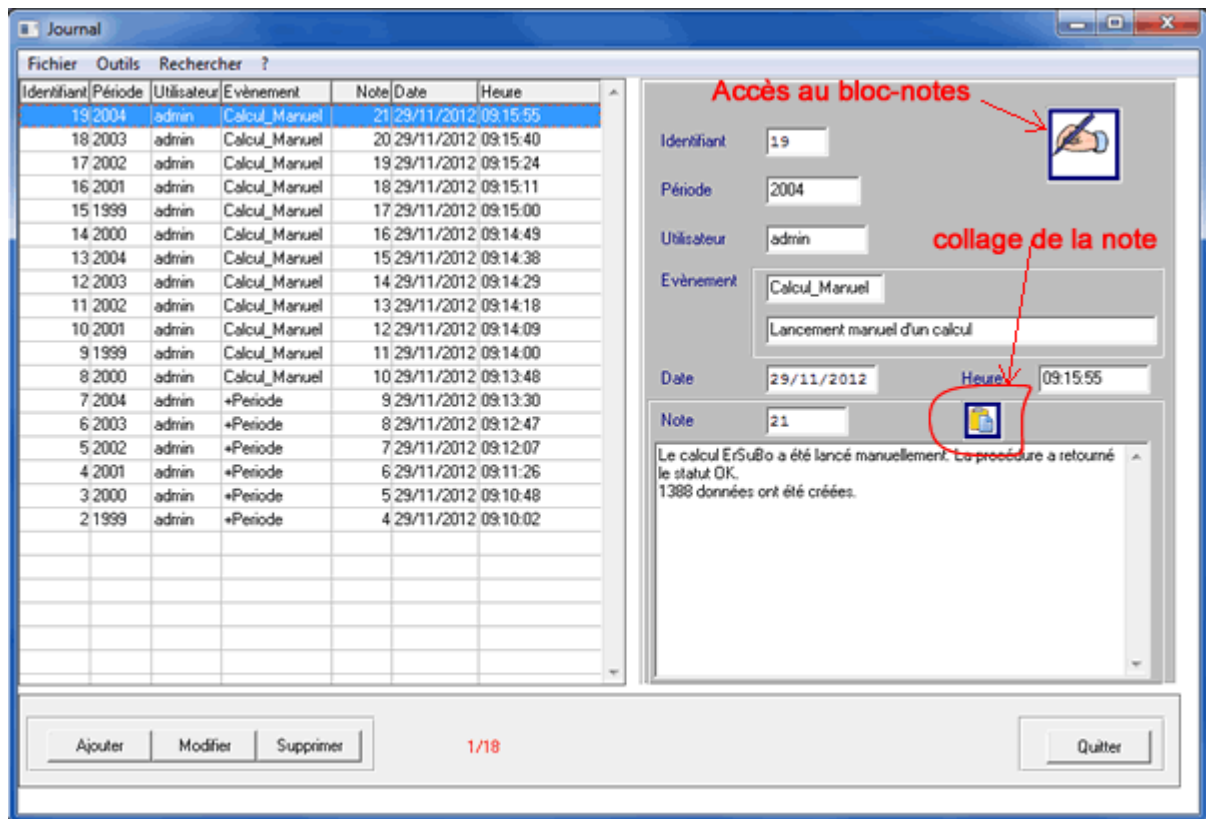 Journal
Fichier Outils Rechercher ?
Identifiant Période Utilisateur Evènement Note Date Heure
19 2004 admin Calcul_Manuel 21 29/11/2012 09:15:55
18 2003 admin Calcul_Manuel 20 29/11/2012 09:15:40
17 2002 admin Calcul_Manuel 19 29/11/2012 09:15:24
16 2001 admin Calcul_Manuel 18 29/11/2012 09:15:11
15 1999 admin Calcul_Manuel 17 29/11/2012 09:15:00
14 2000 admin Calcul_Manuel 16 29/11/2012 09:14:49
13 2004 admin Calcul_Manuel 15 29/11/2012 09:14:38
12 2003 admin Calcul_Manuel 14 29/11/2012 09:14:29
11 2002 admin Calcul_Manuel 13 29/11/2012 09:14:18
10 2001 admin Calcul_Manuel 12 29/11/2012 09:14:09
9 1999 admin Calcul_Manuel 11 29/11/2012 09:14:00
8 2000 admin Calcul_Manuel 10 29/11/2012 09:13:48
7 2004 admin +Periode 9 29/11/2012 09:13:30
6 2003 admin +Periode 8 29/11/2012 09:12:47
5 2002 admin +Periode 7 29/11/2012 09:12:07
4 2001 admin +Periode 6 29/11/2012 09:11:26
3 2000 admin +Periode 5 29/11/2012 09:10:48
2 1999 admin +Periode 4 29/11/2012 09:10:02
Accès au bloc-notes
Identifiant 19
Période 2004
Utilisateur admin
collage de la note
Evènement Calcul_Manuel
Lancement manuel d'un calcul
Date 29/11/2012 Heure 09:15:55
Note 21
Le calcul ErSuBo a été lancé manuellement. La procédure a retourné
le statut OK.
1388 données ont été créées.
Ajouter Modifier Supprimer 1/18 Quitter